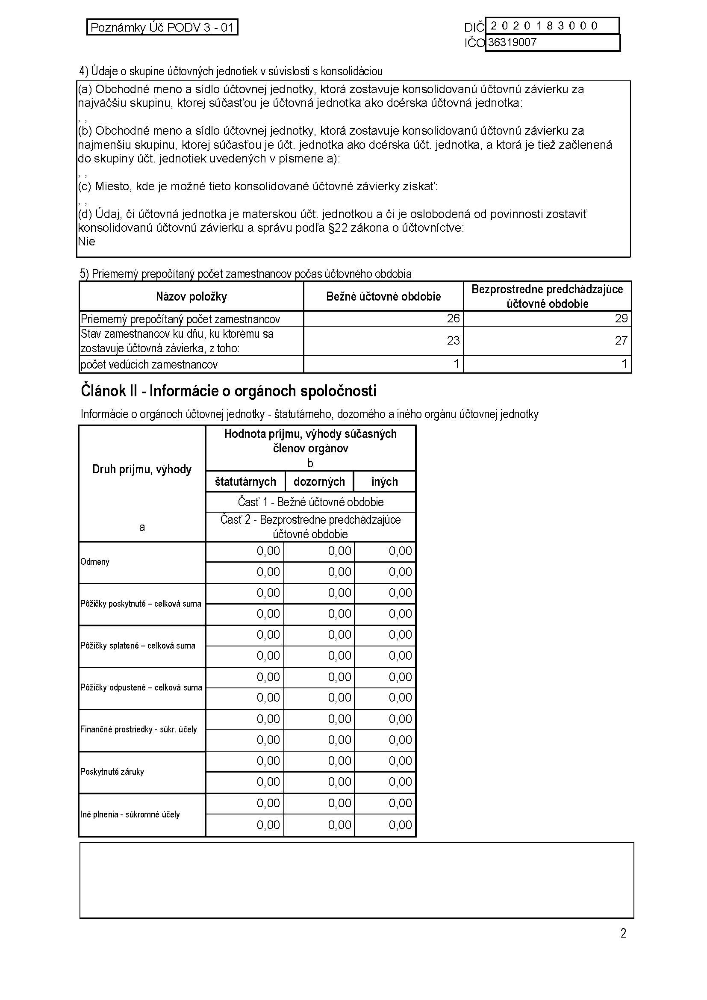 Poznámky Úč PODV 3 - 01
DIČ 2 0 2 0 1 8 3 0 0 0
IČO 36319007
4) Údaje o skupine účtovných jednotiek v súvislosti s konsolidáciou
(a) Obchodné meno a sídlo účtovnej jednotky, ktorá zostavuje konsolidovanú účtovnú závierku za
najväčšiu skupinu, ktorej súčasťou je účtovná jednotka ako dcérska účtovná jednotka:
, ,
(b) Obchodné meno a sídlo účtovnej jednotky, ktorá zostavuje konsolidovanú účtovnú závierku za
najmenšiu skupinu, ktorej súčasťou je účt. jednotka ako dcérska účt. jednotka, a ktorá je tiež začlenená
do skupiny účt. jednotiek uvedených v písmene a):
, ,
(c) Miesto, kde je možné tieto konsolidované účtovné závierky získať:
, ,
(d) Údaj, či účtovná jednotka je materskou účt. jednotkou a či je oslobodená od povinnosti zostaviť
konsolidovanú účtovnú závierku a správu podľa §22 zákona o účtovníctve:
Nie
5) Priemerný prepočítaný počet zamestnancov počas účtovného obdobia
Názov položky Bežné účtovné obdobie Bezprostredne predchádzajúce
účtovné obdobie
Priemerný prepočítaný počet zamestnancov 26 29
Stav zamestnancov ku dňu, ku ktorému sa
zostavuje účtovná závierka, z toho: 23 27
počet vedúcich zamestnancov 1 1
Článok II - Informácie o orgánoch spoločnosti
Informácie o orgánoch účtovnej jednotky - štatutárneho, dozorného a iného orgánu účtovnej jednotky
Hodnota príjmu, výhody súčasných
členov orgánov
b
Druh príjmu, výhody
štatutárnych dozorných iných
Časť 1 - Bežné účtovné obdobie
Časť 2 - Bezprostredne predchádzajúce
účtovné obdobie
a
Odmeny
0,00 0,00 0,00
0,00 0,00 0,00
Pôžičky poskytnuté – celková suma
0,00 0,00 0,00
0,00 0,00 0,00
Pôžičky splatené – celková suma
0,00 0,00 0,00
0,00 0,00 0,00
Pôžičky odpustené – celková suma
0,00 0,00 0,00
0,00 0,00 0,00
Finančné prostriedky - súkr. účely
0,00 0,00 0,00
0,00 0,00 0,00
Poskytnuté záruky
0,00 0,00 0,00
0,00 0,00 0,00
Iné plnenia - súkromné účely
0,00 0,00 0,00
0,00 0,00 0,00
2